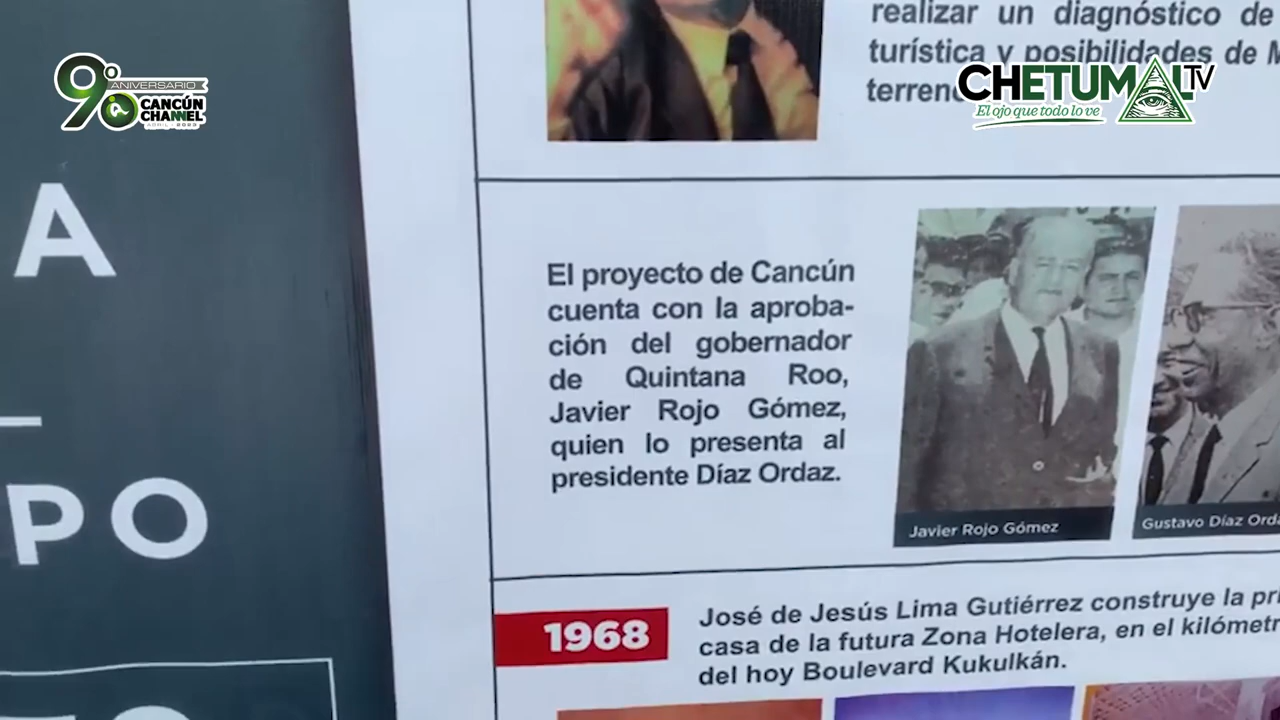 9º ANIVERSARIO
CANCÚN
CHANNEL
ABRIL - 2023
CHETUMAL TV
El ojo que todo lo ve
realizar un diagnóstico de
turística y posibilidades de
A
PO
El proyecto de Cancún
cuenta con la aproba-
ción del gobernador
de Quintana Roo,
Javier Rojo Gómez,
quien lo presenta al
presidente Díaz Ordaz.
Javier Rojo Gómez
Gustavo Díaz Orda
1968
José de Jesús Lima Gutiérrez construye la pri
casa de la futura Zona Hotelera, en el kilómetr
del hoy Boulevard Kukulkán.